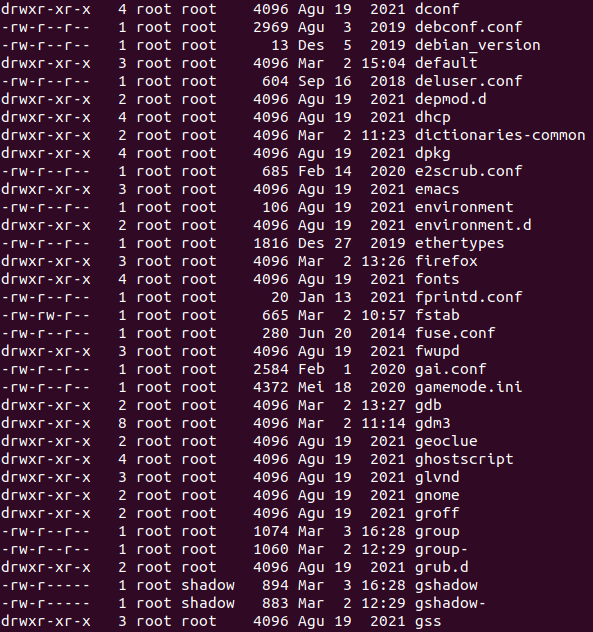 drwxr-xr-x   4 root root    4096 Agu 19  2021 dconf
-rw-r--r--   1 root root    2969 Agu  3  2019 debconf.conf
-rw-r--r--   1 root root      13 Des  5  2019 debian_version
drwxr-xr-x   3 root root    4096 Mar  2 15:04 default
-rw-r--r--   1 root root     604 Sep 16  2018 deluser.conf
drwxr-xr-x   2 root root    4096 Agu 19  2021 depmod.d
drwxr-xr-x   4 root root    4096 Agu 19  2021 dhcp
drwxr-xr-x   2 root root    4096 Mar  2 11:23 dictionaries-common
drwxr-xr-x   4 root root    4096 Agu 19  2021 dpkg
-rw-r--r--   1 root root     685 Feb 14  2020 e2scrub.conf
drwxr-xr-x   3 root root    4096 Agu 19  2021 emacs
-rw-r--r--   1 root root     106 Agu 19  2021 environment
drwxr-xr-x   2 root root    4096 Agu 19  2021 environment.d
-rw-r--r--   1 root root    1816 Des 27  2019 ethertypes
drwxr-xr-x   3 root root    4096 Mar  2 13:26 firefox
drwxr-xr-x   4 root root    4096 Agu 19  2021 fonts
-rw-r--r--   1 root root      20 Jan 13  2021 fprintd.conf
-rw-rw-r--   1 root root     665 Mar  2 10:57 fstab
-rw-r--r--   1 root root     280 Jun 20  2014 fuse.conf
drwxr-xr-x   3 root root    4096 Agu 19  2021 fwupd
-rw-r--r--   1 root root    2584 Feb  1  2020 gai.conf
-rw-r--r--   1 root root    4372 Mei 18  2020 gamemode.ini
drwxr-xr-x   2 root root    4096 Mar  2 13:27 gdb
drwxr-xr-x   8 root root    4096 Mar  2 11:14 gdm3
drwxr-xr-x   2 root root    4096 Agu 19  2021 geoclue
drwxr-xr-x   4 root root    4096 Agu 19  2021 ghostscript
drwxr-xr-x   3 root root    4096 Agu 19  2021 glvnd
drwxr-xr-x   2 root root    4096 Agu 19  2021 gnome
drwxr-xr-x   2 root root    4096 Agu 19  2021 groff
-rw-r--r--   1 root root    1074 Mar  3 16:28 group
-rw-r--r--   1 root root    1060 Mar  2 12:29 group-
drwxr-xr-x   2 root root    4096 Agu 19  2021 grub.d
-rw-r-----   1 root shadow   894 Mar  3 16:28 gshadow
-rw-r-----   1 root shadow   883 Mar  2 12:29 gshadow-
drwxr-xr-x   3 root root    4096 Agu 19  2021 gss